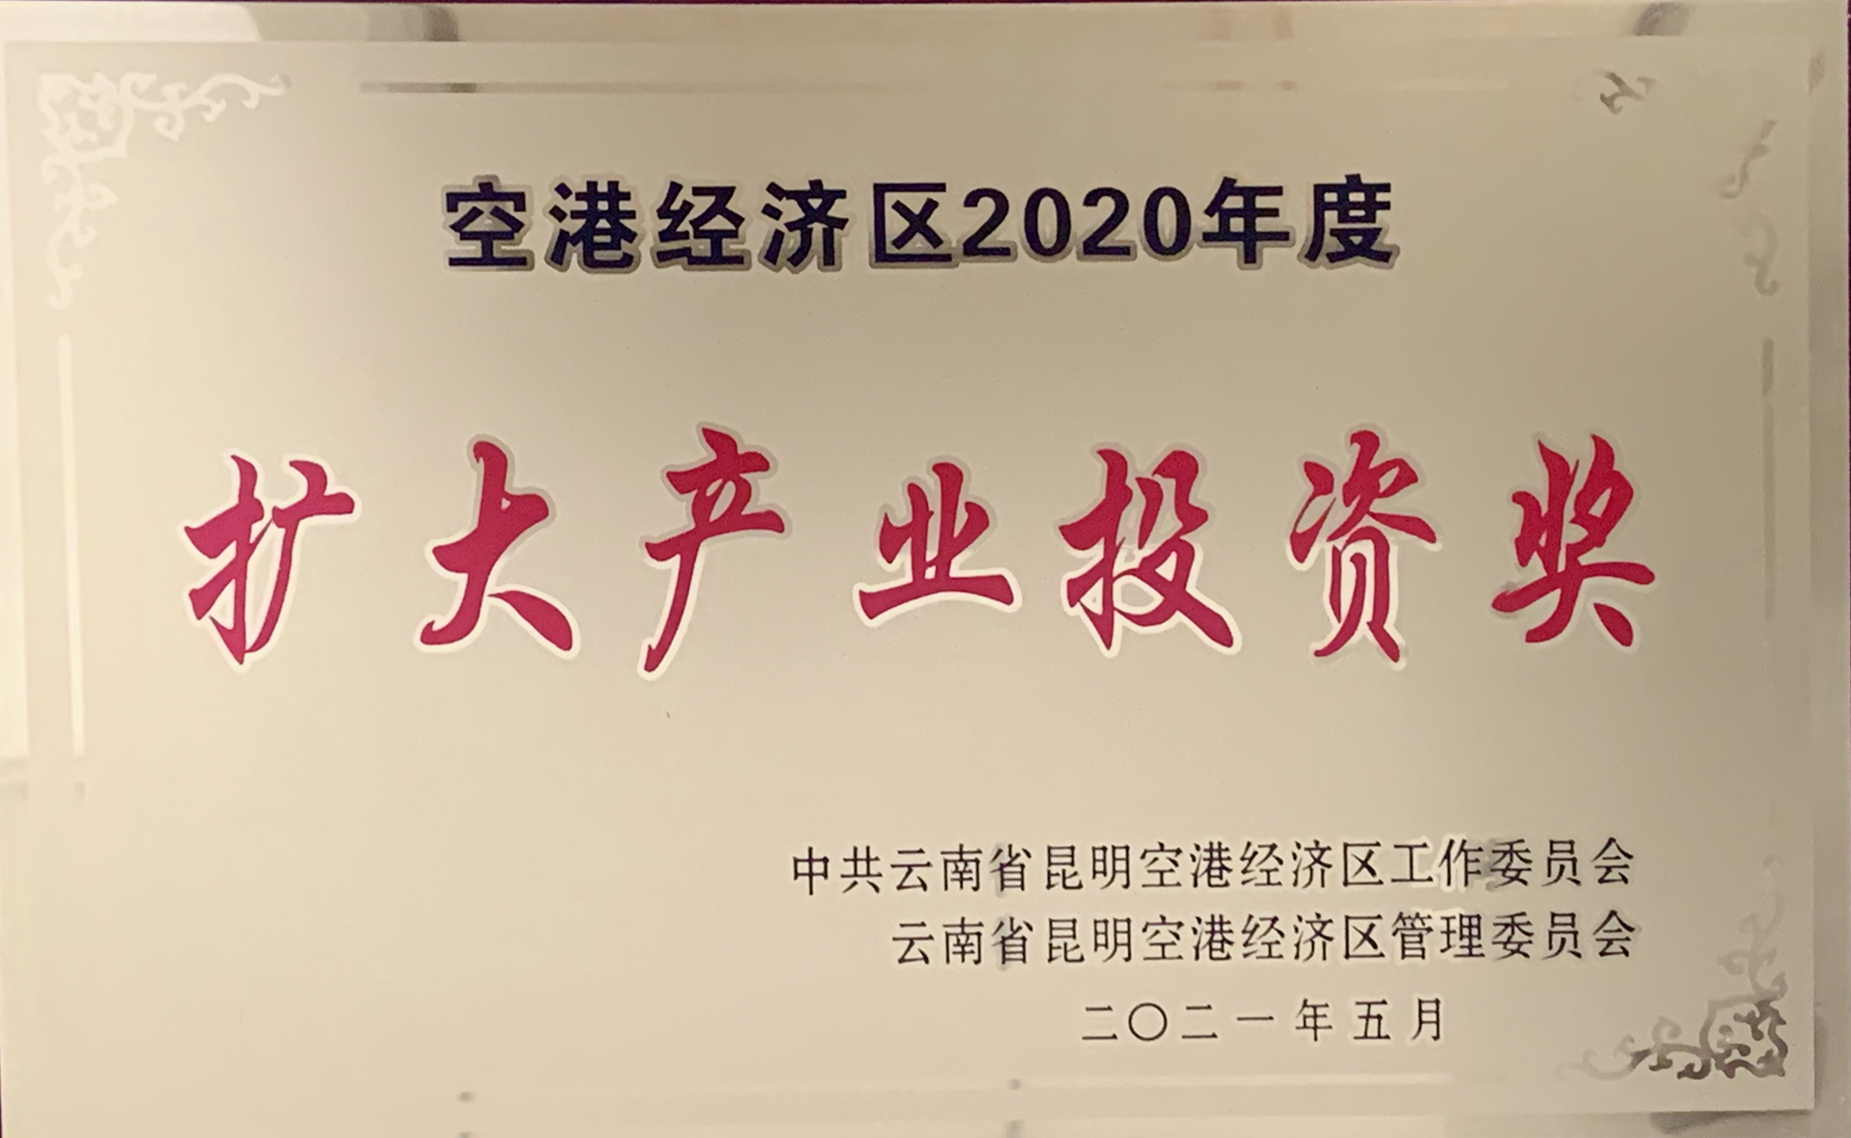 空港经济区2020年度
扩大产业投资奖
中共云南省昆明空港经济区工作委员会
云南省昆明空港经济区管理委员会
二〇二一年五月